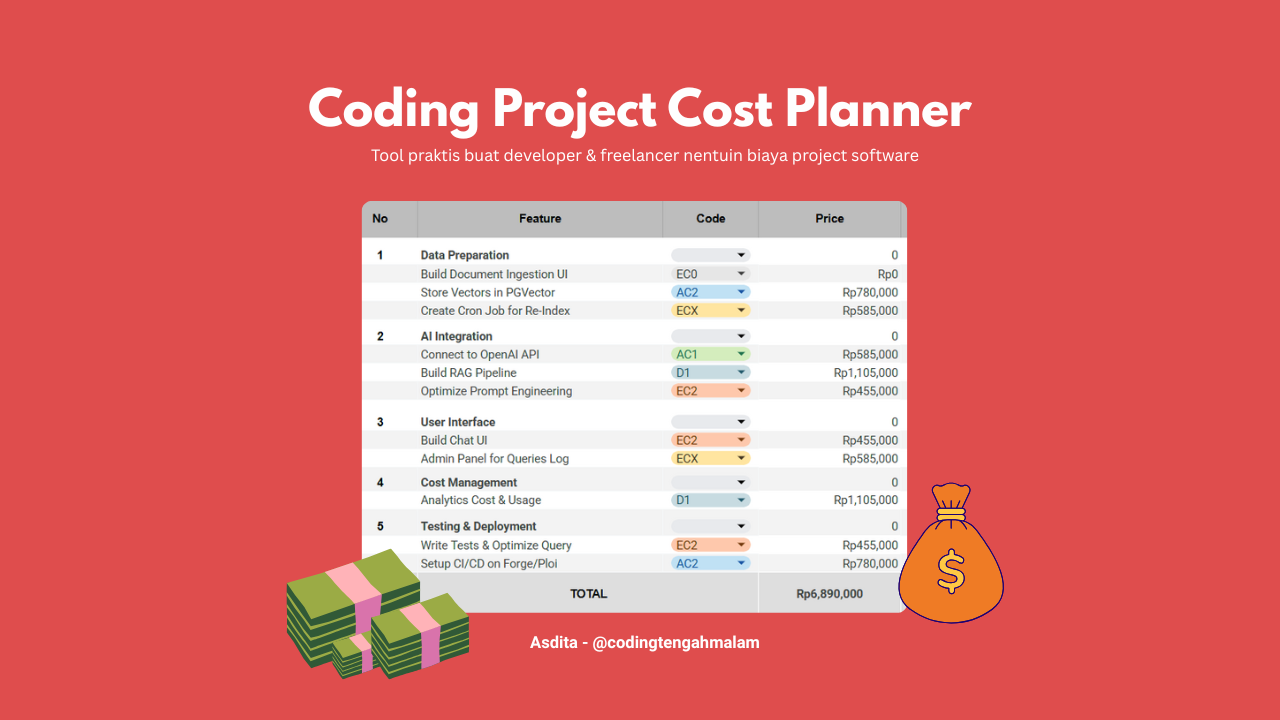 Coding Project Cost Planner
Tool praktis buat developer & freelancer nentuin biaya project software
No Feature Code Price
1 Data Preparation 0
Build Document Ingestion UI EC0 Rp0
Store Vectors in PGVector AC2 Rp780,000
Create Cron Job for Re-Index ECX Rp585,000
2 AI Integration 0
Connect to OpenAI API AC1 Rp585,000
Build RAG Pipeline D1 Rp1,105,000
Optimize Prompt Engineering EC2 Rp455,000
3 User Interface 0
Build Chat UI EC2 Rp455,000
Admin Panel for Queries Log ECX Rp585,000
4 Cost Management 0
Analytics Cost & Usage D1 Rp1,105,000
5 Testing & Deployment 0
Write Tests & Optimize Query EC2 Rp455,000
Setup CI/CD on Forge/Ploi AC2 Rp780,000
TOTAL Rp6,890,000
$
Asdita - @codingtengahmalam